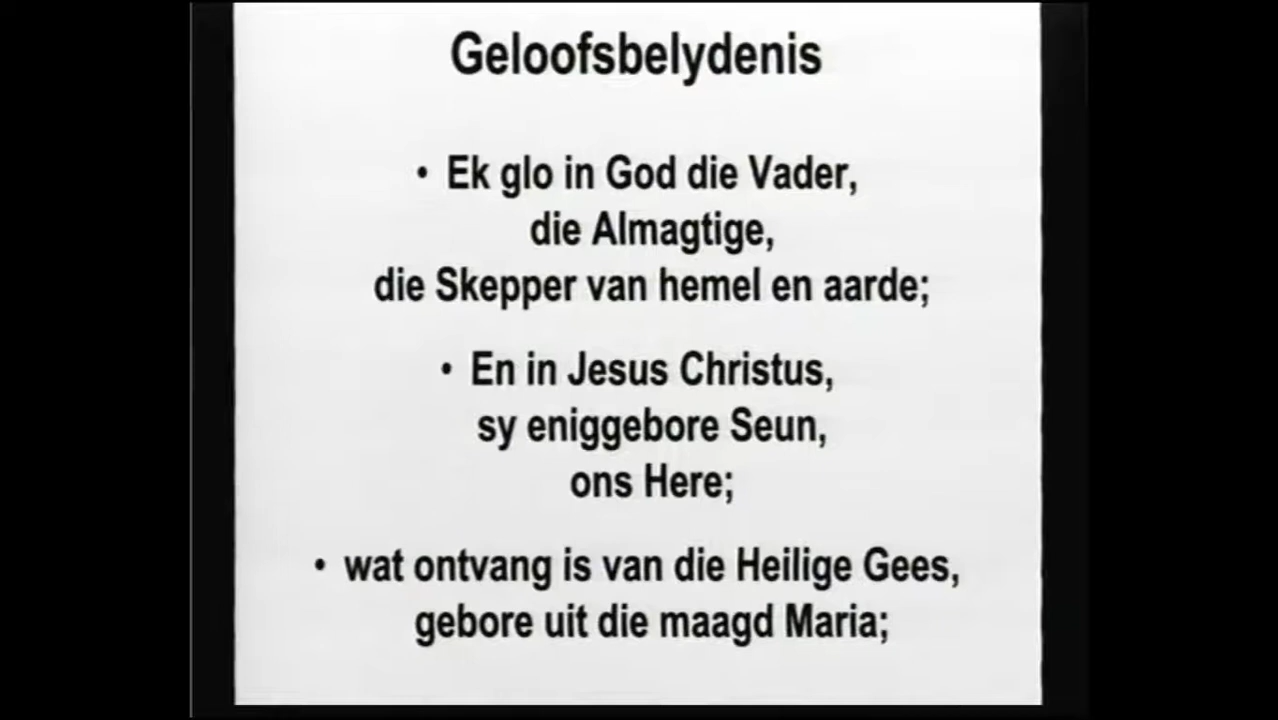 Geloofsbelydenis
• Ek glo in God die Vader,
die Almagtige,
die Skepper van hemel en aarde;
• En in Jesus Christus,
sy eniggebore Seun,
ons Here;
• wat ontvang is van die Heilige Gees,
gebore uit die maagd Maria;